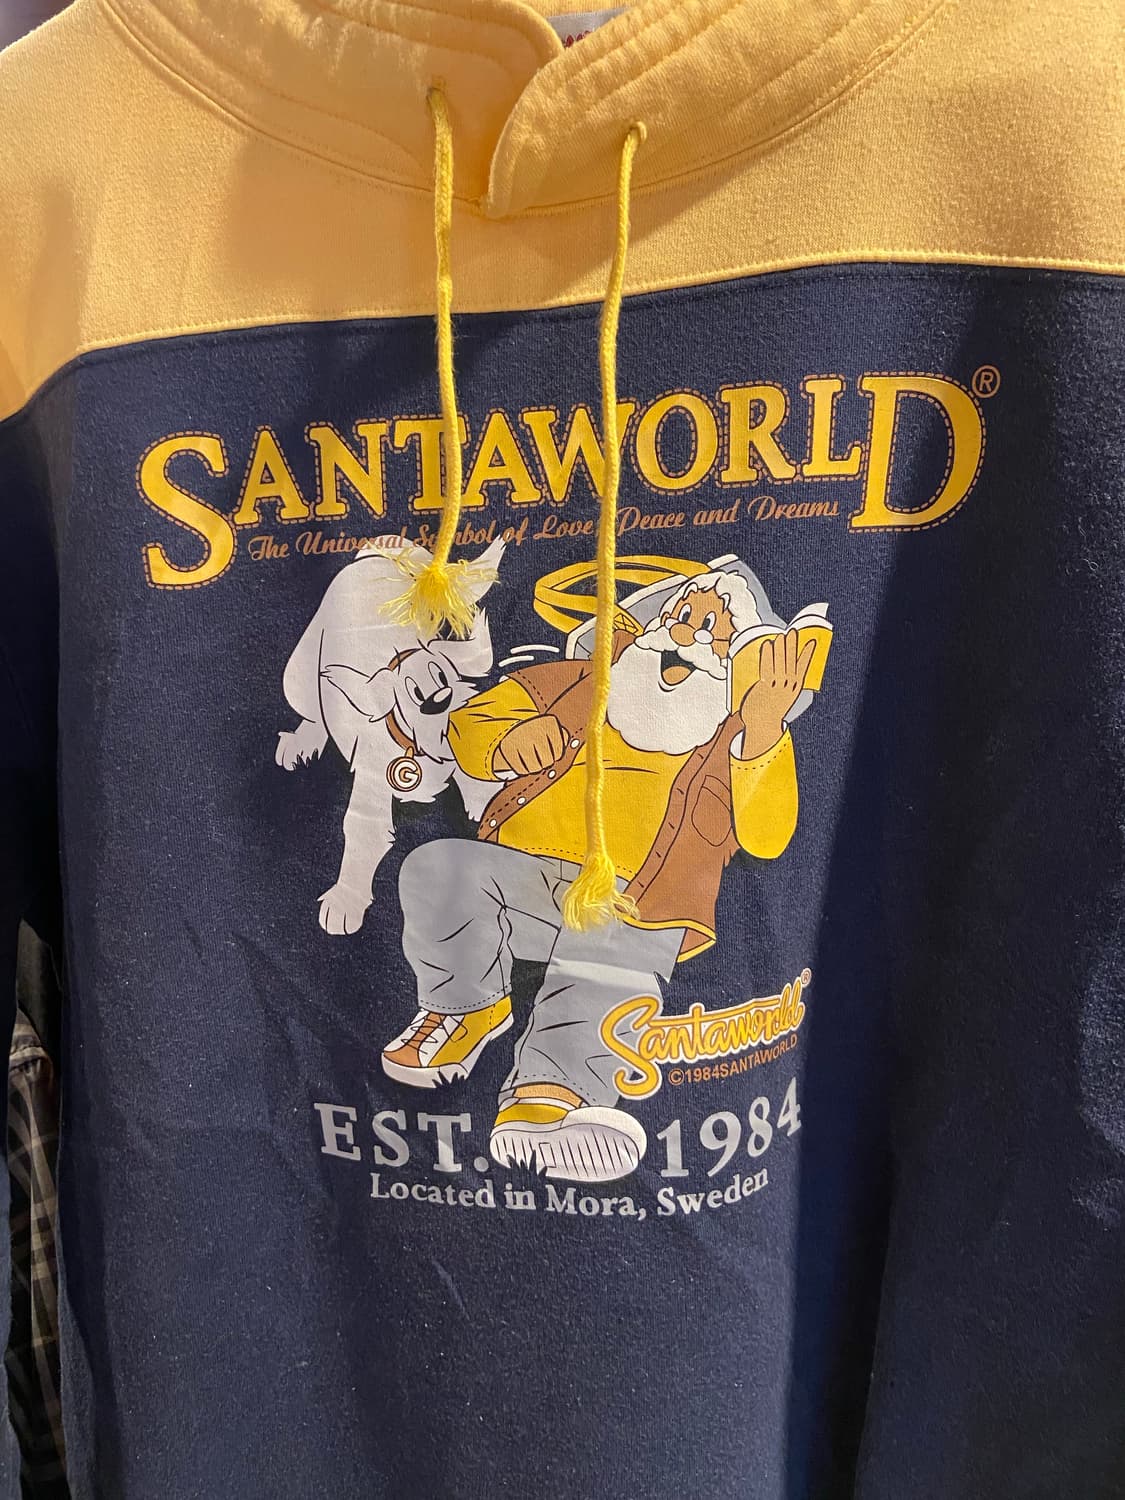 SANTAWORLD®
The Universal Symbol of Love, Peace and Dreams
G
Santaworld®
©1984SANTAWORLD
EST. 1984
Located in Mora, Sweden